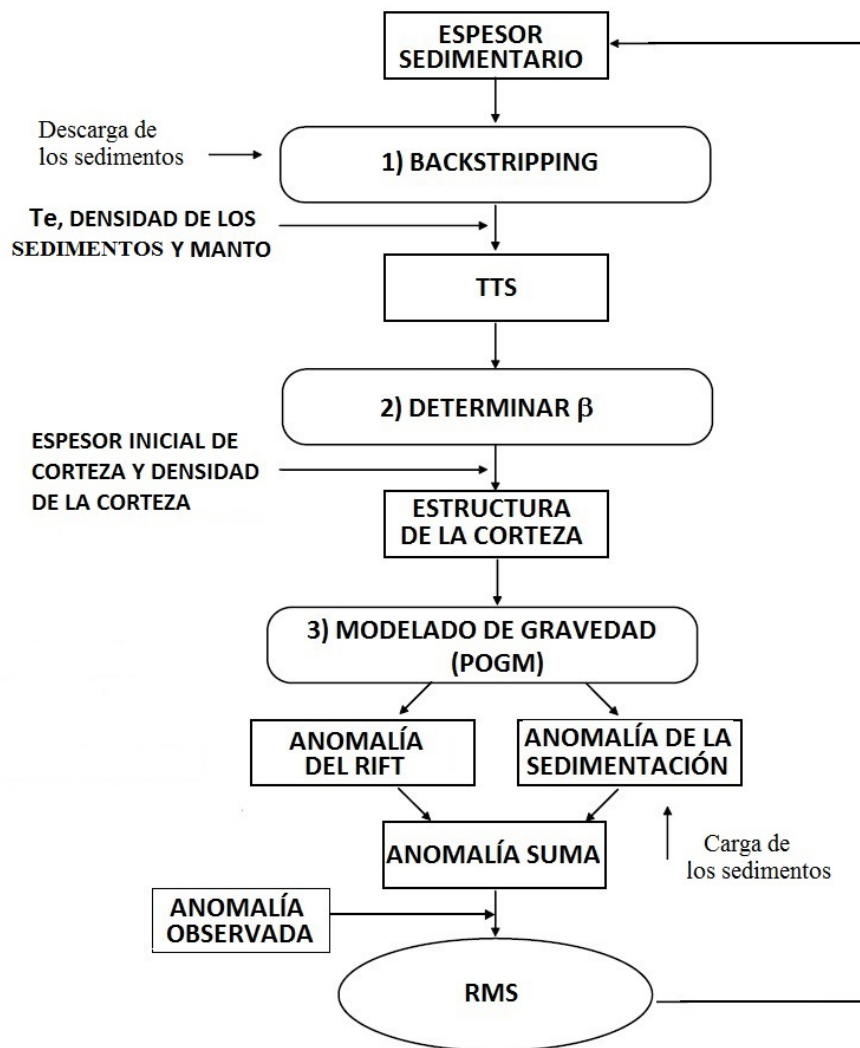 ESPESOR
SEDIMENTARIO
Descarga de
los sedimentos
1) BACKSTRIPPING
Te, DENSIDAD DE LOS
SEDIMENTOS Y MANTO
TTS
2) DETERMINAR β
ESPESOR INICIAL DE
CORTEZA Y DENSIDAD
DE LA CORTEZA
ESTRUCTURA
DE LA CORTEZA
3) MODELADO DE GRAVEDAD
(POGM)
ANOMALÍA
DEL RIFT
ANOMALÍA DE LA
SEDIMENTACIÓN
ANOMALÍA SUMA
Carga de
los sedimentos
ANOMALÍA
OBSERVADA
RMS